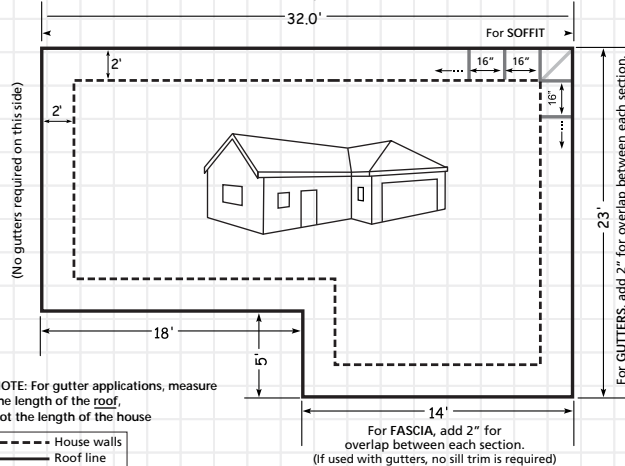 32.0'
For SOFFIT
2'
16"
16"
2'
16"
(No gutters required on this side)
23'
For GUTTERS, add 2" for overlap between each section.
18'
5'
OTE: For gutter applications, measure
he length of the roof,
ot the length of the house
House walls
Roof line
14'
For FASCIA, add 2" for
overlap between each section.
(If used with gutters, no sill trim is required)